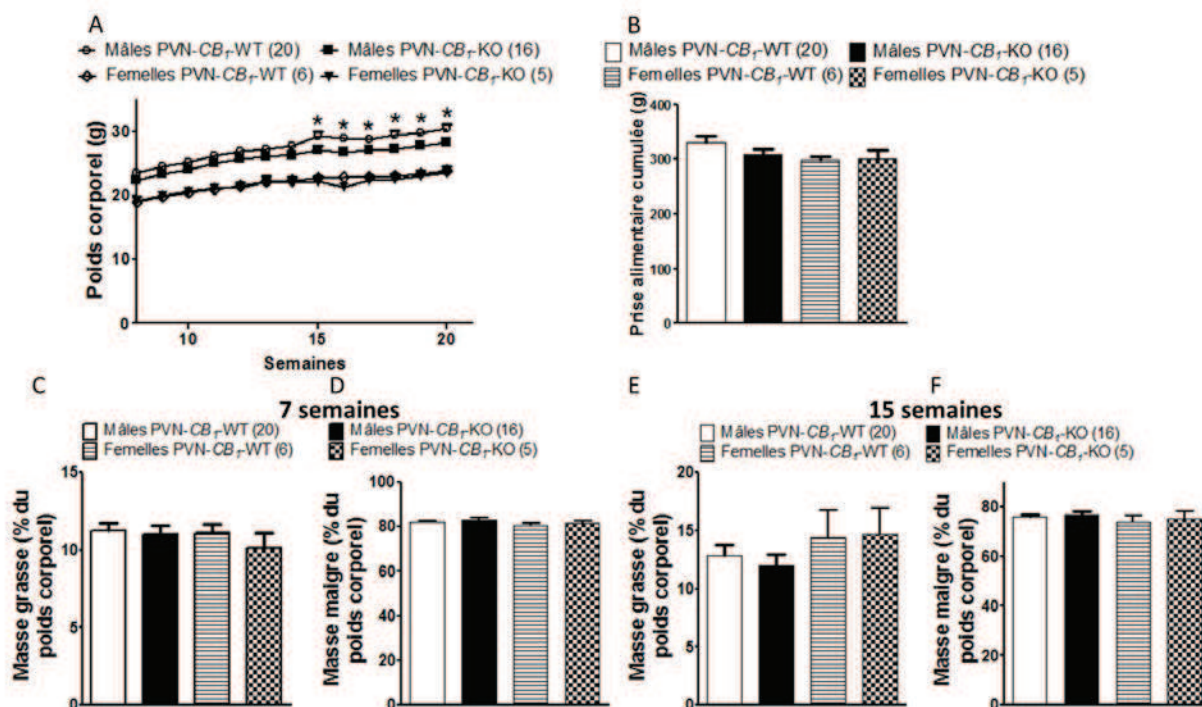 A
Mâles PVN-CB₁-WT (20) Mâles PVN-CB₁-KO (16)
Femelles PVN-CB₁-WT (6) Femelles PVN-CB₁-KO (5)
Poids corporel (g)
30
20
10
0
* * * * * *
10 15 20
Semaines
B
Mâles PVN-CB₁-WT (20) Mâles PVN-CB₁-KO (16)
Femelles PVN-CB₁-WT (6) Femelles PVN-CB₁-KO (5)
Prise alimentaire cumulée (g)
400
300
200
100
0
C D
7 semaines
Mâles PVN-CB₁-WT (20) Mâles PVN-CB₁-KO (16)
Femelles PVN-CB₁-WT (6) Femelles PVN-CB₁-KO (5)
Masse grasse (% du
poids corporel)
15
10
5
0
Masse maigre (% du
poids corporel)
100
80
60
40
20
0
E F
15 semaines
Mâles PVN-CB₁-WT (20) Mâles PVN-CB₁-KO (16)
Femelles PVN-CB₁-WT (6) Femelles PVN-CB₁-KO (5)
Masse grasse (% du
poids corporel)
20
15
10
5
0
Masse maigre (% du
poids corporel)
80
60
40
20
0